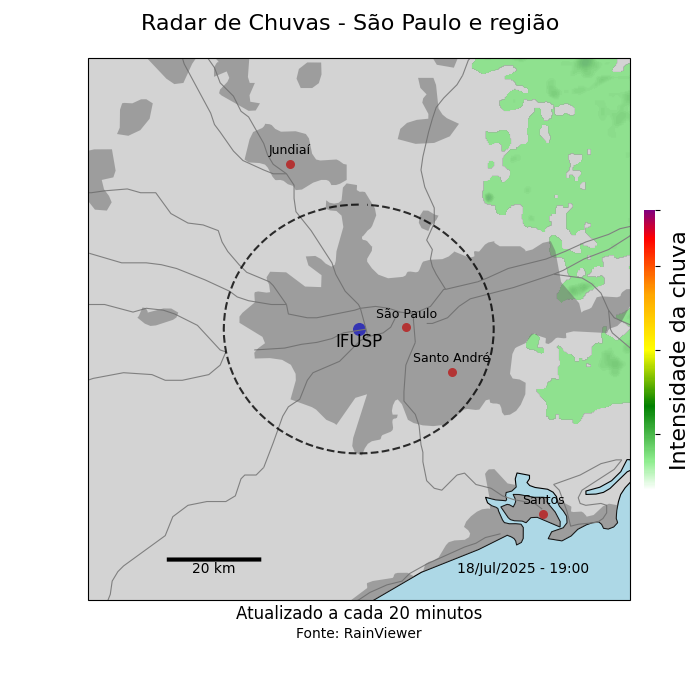 Radar de Chuvas - São Paulo e região
Jundiaí
São Paulo
IFUSP
Santo André
Santos
20 km
18/Jul/2025 - 19:00
Intensidade da chuva
Atualizado a cada 20 minutos
Fonte: RainViewer